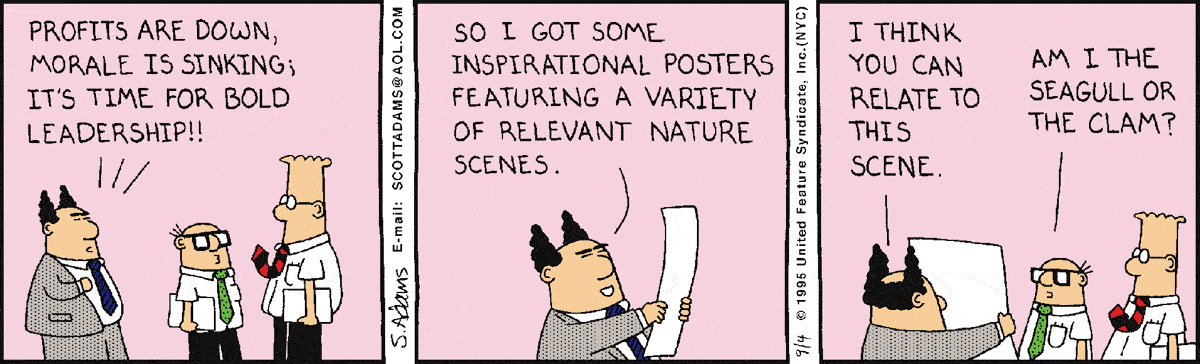 PROFITS ARE DOWN,
MORALE IS SINKING;
IT'S TIME FOR BOLD
LEADERSHIP!!
S. Adams E-mail: SCOTTADAMS@AOL.COM
SO I GOT SOME
INSPIRATIONAL POSTERS
FEATURING A VARIETY
OF RELEVANT NATURE
SCENES.
9/4 © 1995 United Feature Syndicate, Inc.(NYC)
I THINK
YOU CAN
RELATE TO
THIS
SCENE.
AM I THE
SEAGULL OR
THE CLAM?